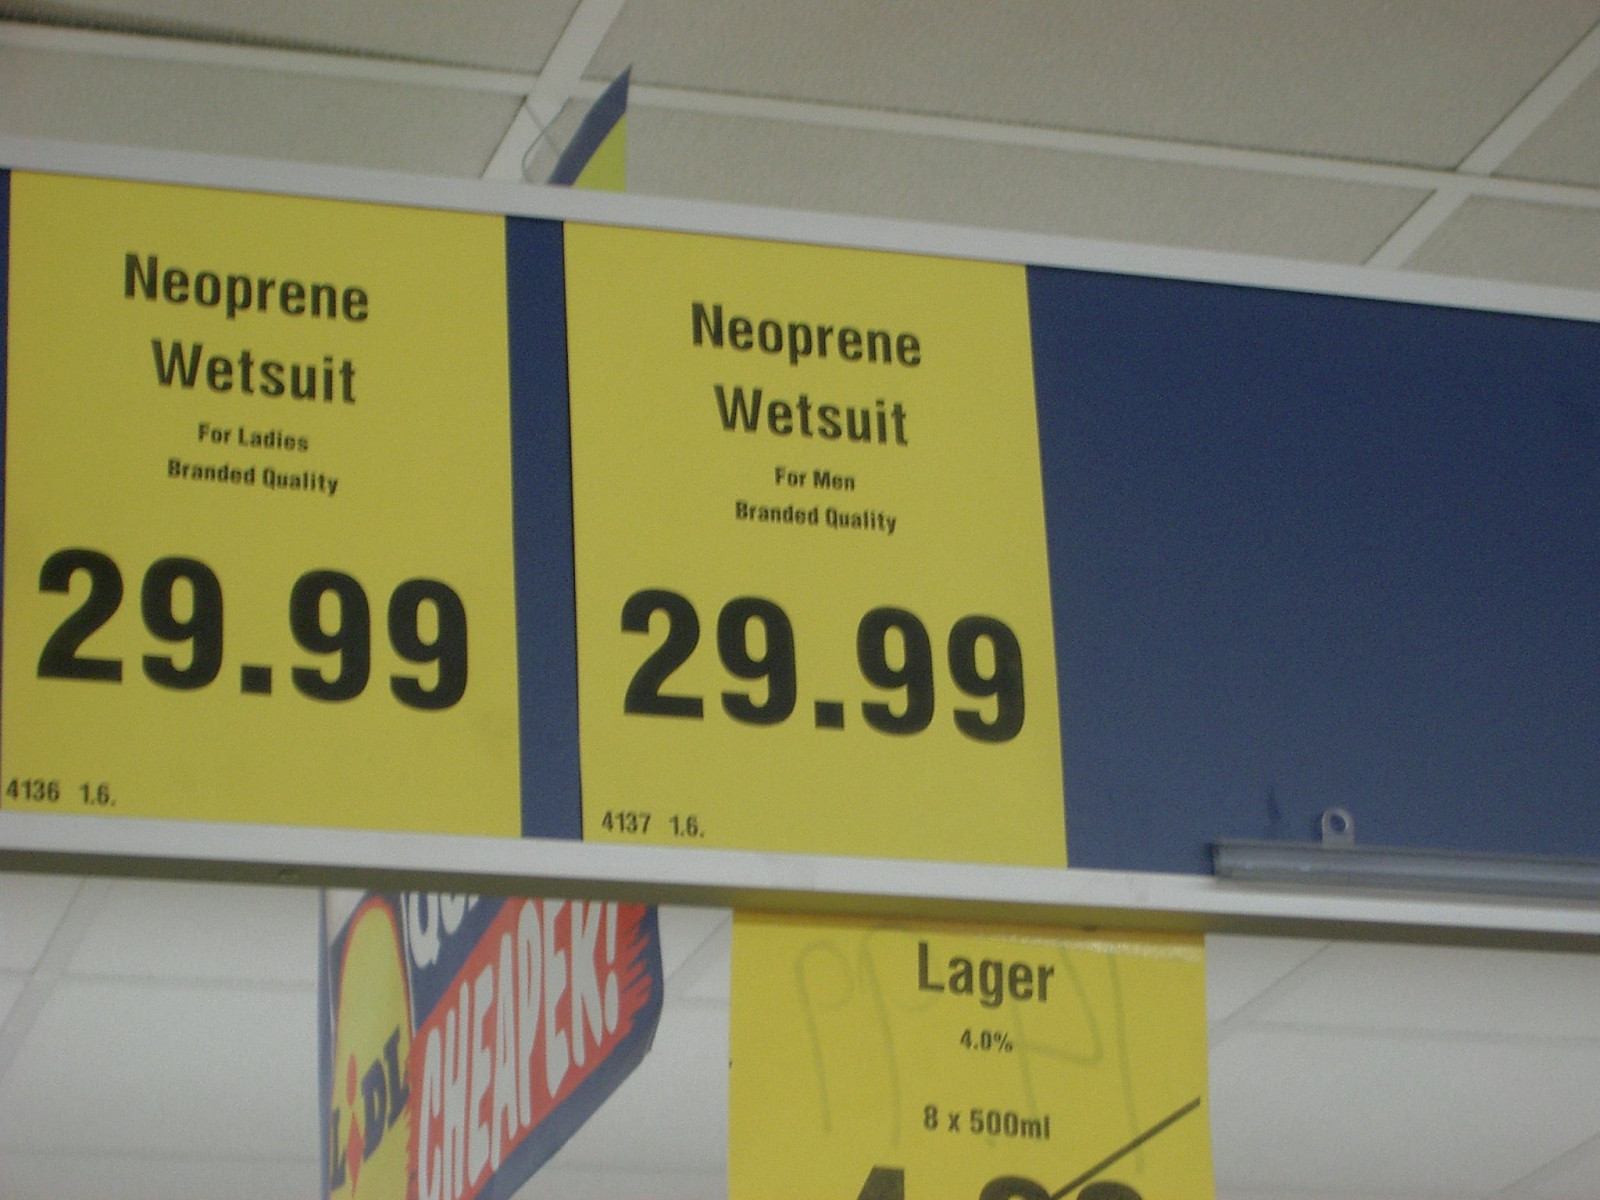 Neoprene
Wetsuit
For Ladies
Branded Quality
29.99
4136 1.6.
Neoprene
Wetsuit
For Men
Branded Quality
29.99
4137 1.6.
CHEAPER!
LiDL
Lager
4.0%
8 x 500ml